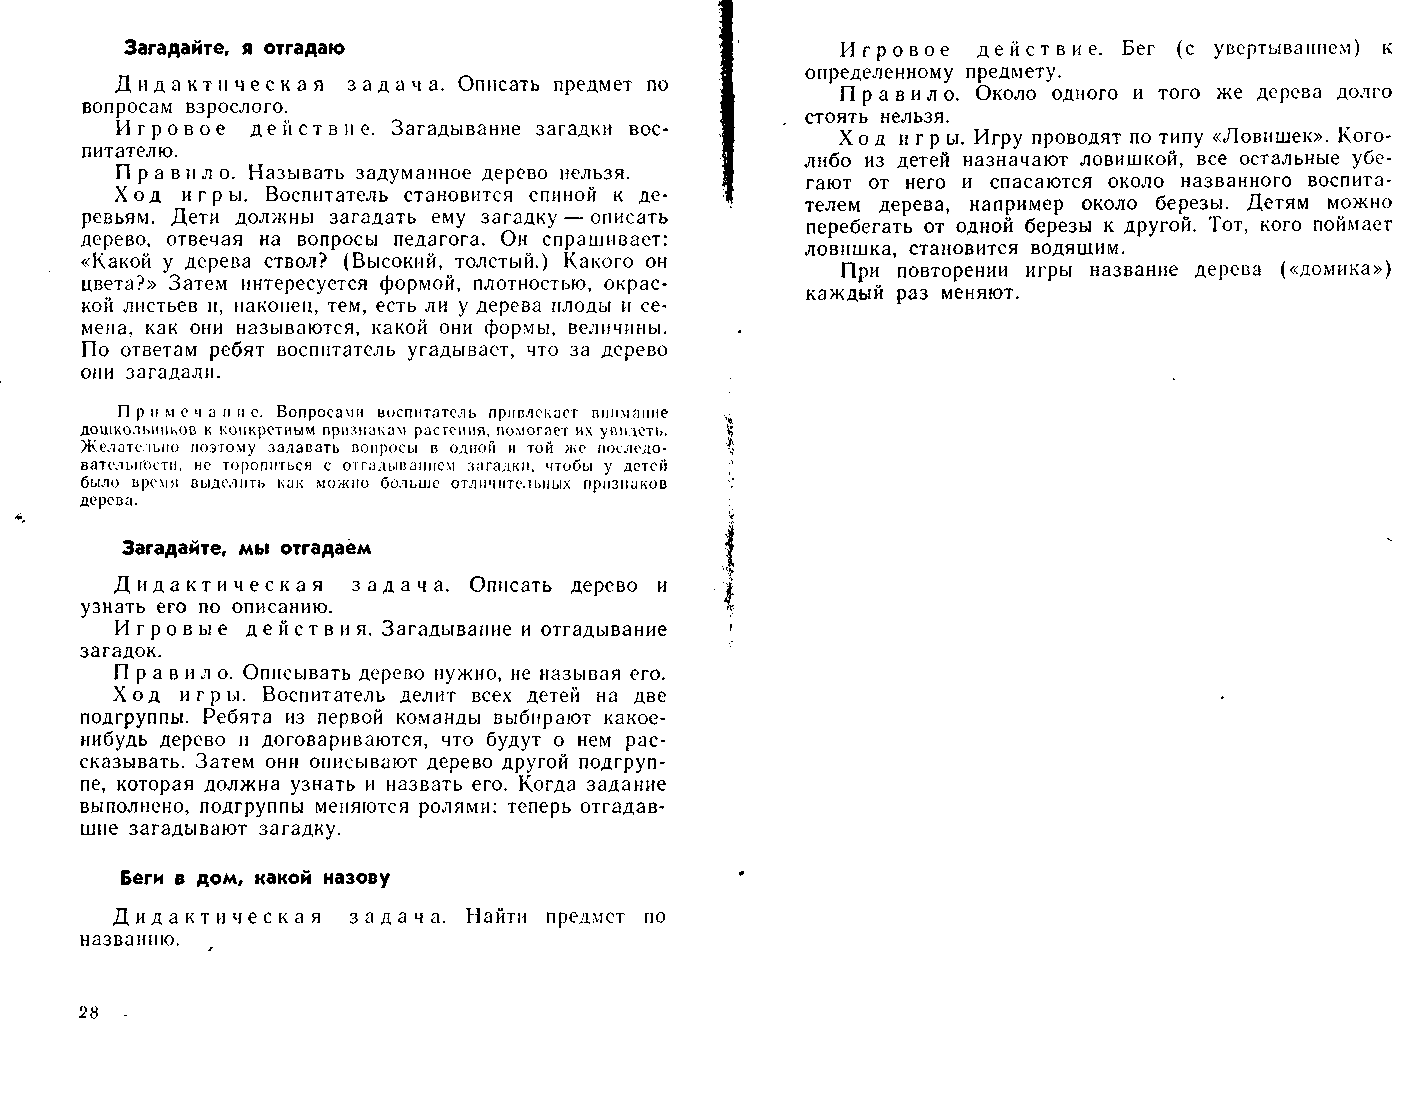 Загадайте, я отгадаю
Дидактическая задача. Описать предмет по
вопросам взрослого.
Игровое действие. Загадывание загадки вос-
питателю.
Правило. Называть задуманное дерево нельзя.
Ход игры. Воспитатель становится спиной к де-
ревьям. Дети должны загадать ему загадку — описать
дерево, отвечая на вопросы педагога. Он спрашивает:
«Какой у дерева ствол? (Высокий, толстый.) Какого он
цвета?» Затем интересуется формой, плотностью, окрас-
кой листьев и, наконец, тем, есть ли у дерева плоды и се-
мена, как они называются, какой они формы, величины.
По ответам ребят воспитатель угадывает, что за дерево
они загадали.
Примечание. Вопросами воспитатель привлекает внимание
дошкольников к конкретным признакам растения, помогает их увидеть.
Желательно поэтому задавать вопросы в одной и той же последо-
вательности, не торопиться с отгадыванием загадки, чтобы у детей
было время выделить как можно больше отличительных признаков
дерева.
Загадайте, мы отгадаем
Дидактическая задача. Описать дерево и
узнать его по описанию.
Игровые действия. Загадывание и отгадывание
загадок.
Правило. Описывать дерево нужно, не называя его.
Ход игры. Воспитатель делит всех детей на две
подгруппы. Ребята из первой команды выбирают какое-
нибудь дерево и договариваются, что будут о нем рас-
сказывать. Затем они описывают дерево другой подгруп-
пе, которая должна узнать и назвать его. Когда задание
выполнено, подгруппы меняются ролями: теперь отгадав-
шие загадывают загадку.
Беги в дом, какой назову
Дидактическая задача. Найти предмет по
названию.
28
Игровое действие. Бег (с увертыванием) к
определенному предмету.
Правило. Около одного и того же дерева долго
стоять нельзя.
Ход игры. Игру проводят по типу «Ловишек». Кого-
либо из детей назначают ловишкой, все остальные убе-
гают от него и спасаются около названного воспита-
телем дерева, например около березы. Детям можно
перебегать от одной березы к другой. Тот, кого поймает
ловишка, становится водящим.
При повторении игры название дерева («домика»)
каждый раз меняют.